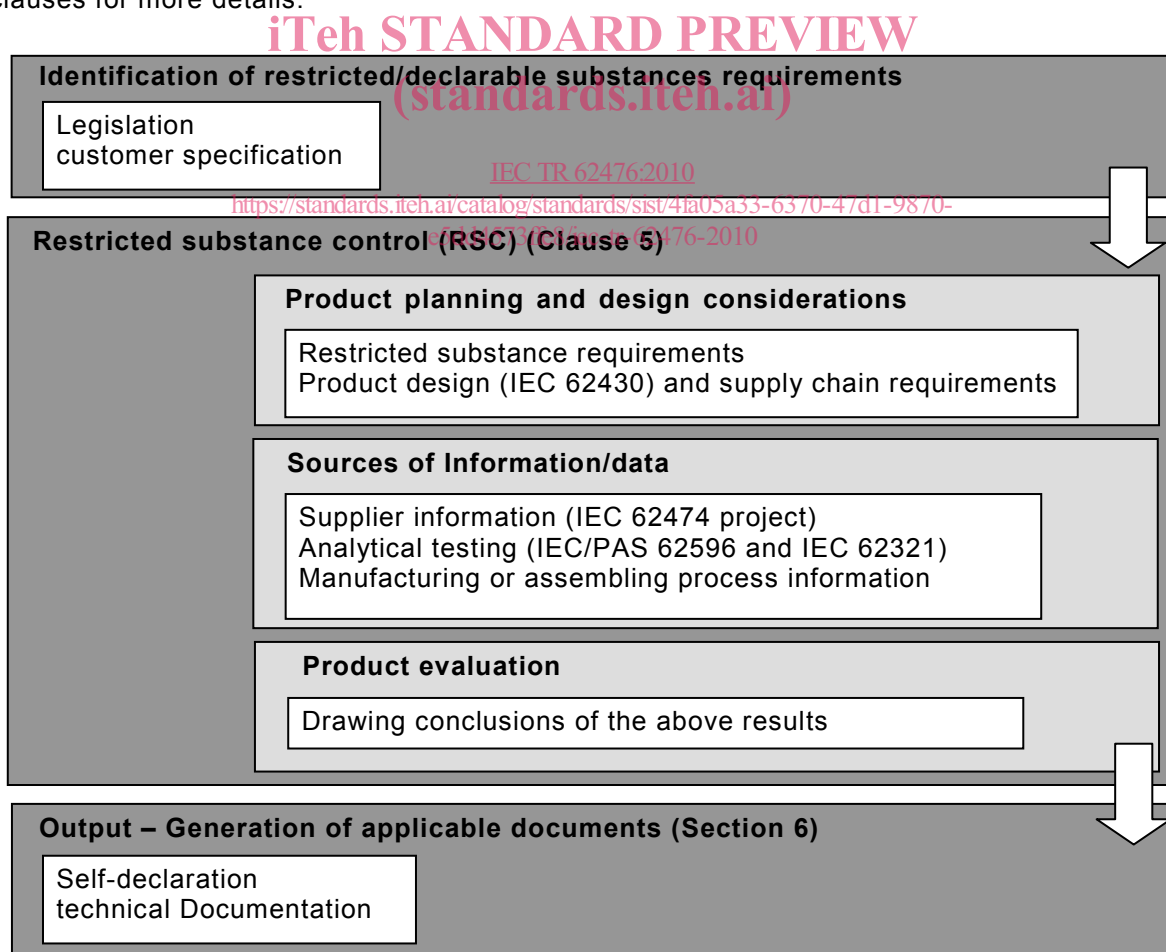 clauses for more details.
iTeh STANDARD PREVIEW
Identification of restricted/declarable substances requirements
(standards.iteh.ai)
Legislation
customer specification
IEC TR 62476:2010
https://standards.iteh.ai/catalog/standards/sist/4fa05a33-6370-47d1-9870-
Restricted substance control (RSC) (Clause 5)
Product planning and design considerations
Restricted substance requirements
Product design (IEC 62430) and supply chain requirements
Sources of Information/data
Supplier information (IEC 62474 project)
Analytical testing (IEC/PAS 62596 and IEC 62321)
Manufacturing or assembling process information
Product evaluation
Drawing conclusions of the above results
Output – Generation of applicable documents (Section 6)
Self-declaration
technical Documentation